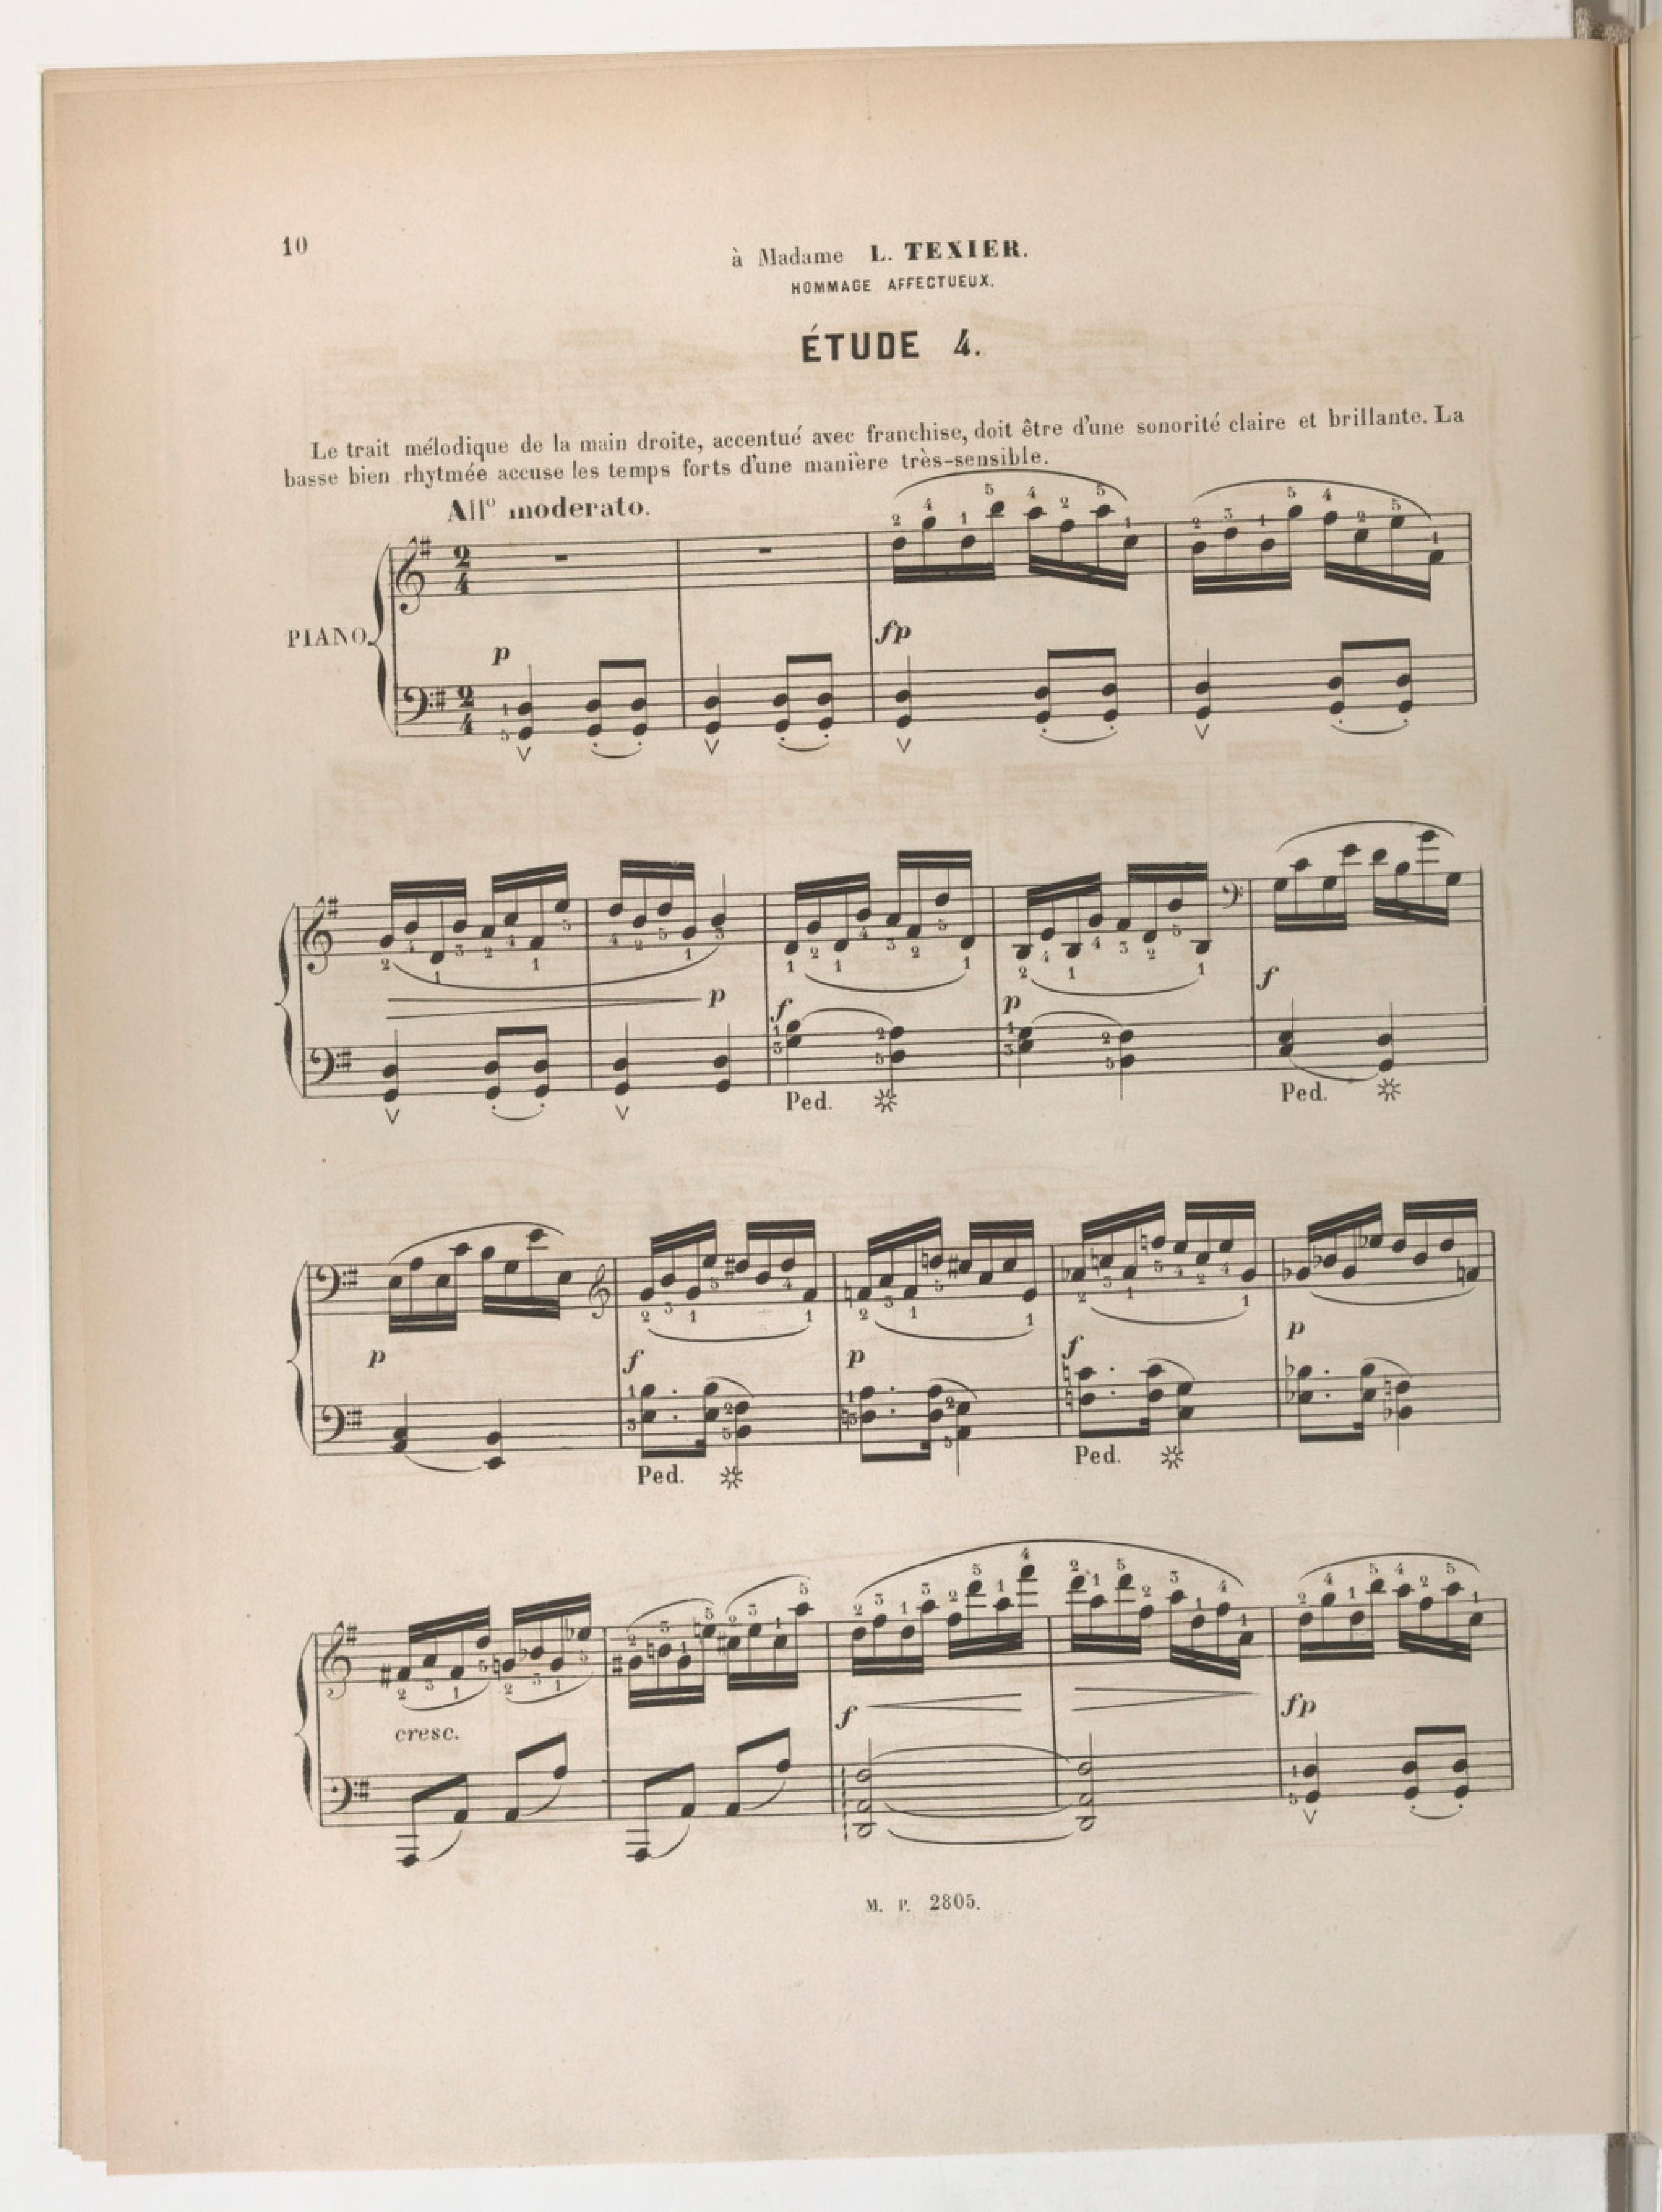 10
à Madame L. TEXIER.
HOMMAGE AFFECTUEUX.
ÉTUDE 4.
Le trait mélodique de la main droite, accentué avec franchise, doit être d'une sonorité claire et brillante. La
basse bien rhytmée accuse les temps forts d'une manière très-sensible.
All° moderato.
PIANO.
p
fp
p
f
p
f
Ped.
Ped.
p
f
p
f
p
Ped.
Ped.
cresc.
f
fp
M. P. 2805.